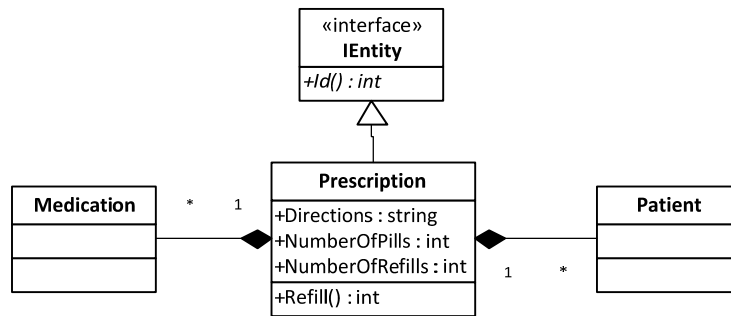 «interface»
IEntity
+Id() : int
Medication
* 1
Prescription
+Directions : string
+NumberOfPills : int
+NumberOfRefills : int
+Refill() : int
Patient
1 *